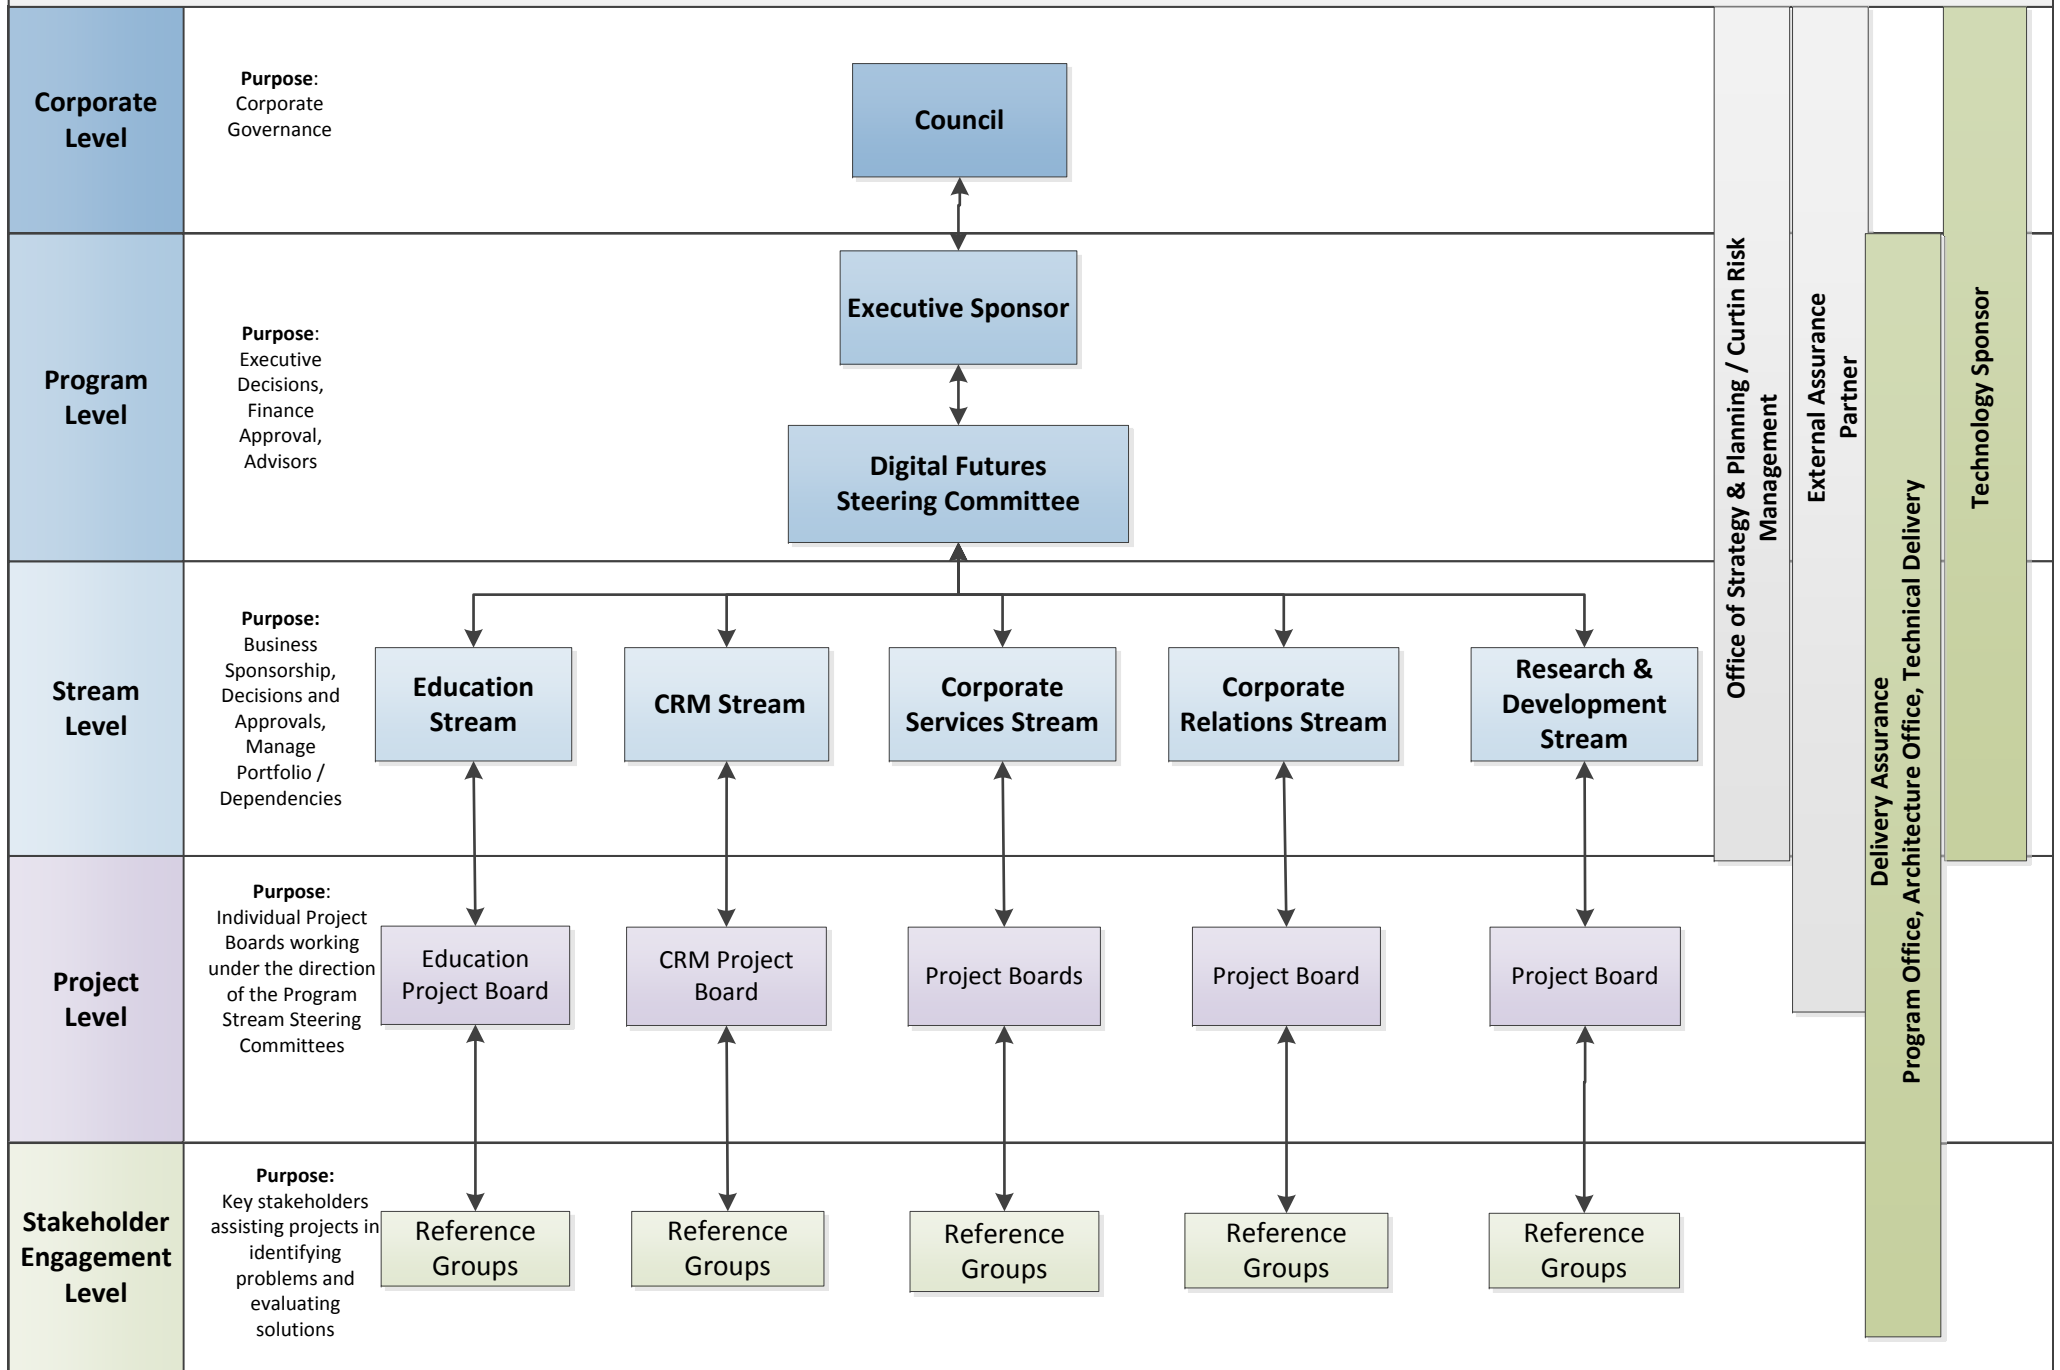 Corporate
Level
Purpose:
Corporate
Governance
Council
Program
Level
Purpose:
Executive
Decisions,
Finance
Approval,
Advisors
Executive Sponsor
Digital Futures
Steering Committee
Stream
Level
Purpose:
Business
Sponsorship,
Decisions and
Approvals,
Manage
Portfolio /
Dependencies
Education
Stream
CRM Stream
Corporate
Services Stream
Corporate
Relations Stream
Research &
Development
Stream
Project
Level
Purpose:
Individual Project
Boards working
under the direction
of the Program
Stream Steering
Committees
Education
Project Board
CRM Project
Board
Project Boards
Project Board
Project Board
Stakeholder
Engagement
Level
Purpose:
Key stakeholders
assisting projects in
identifying
problems and
evaluating
solutions
Reference
Groups
Reference
Groups
Reference
Groups
Reference
Groups
Reference
Groups
Office of Strategy & Planning / Curtin Risk
Management
External Assurance
Partner
Delivery Assurance
Program Office, Architecture Office, Technical Delivery
Technology Sponsor